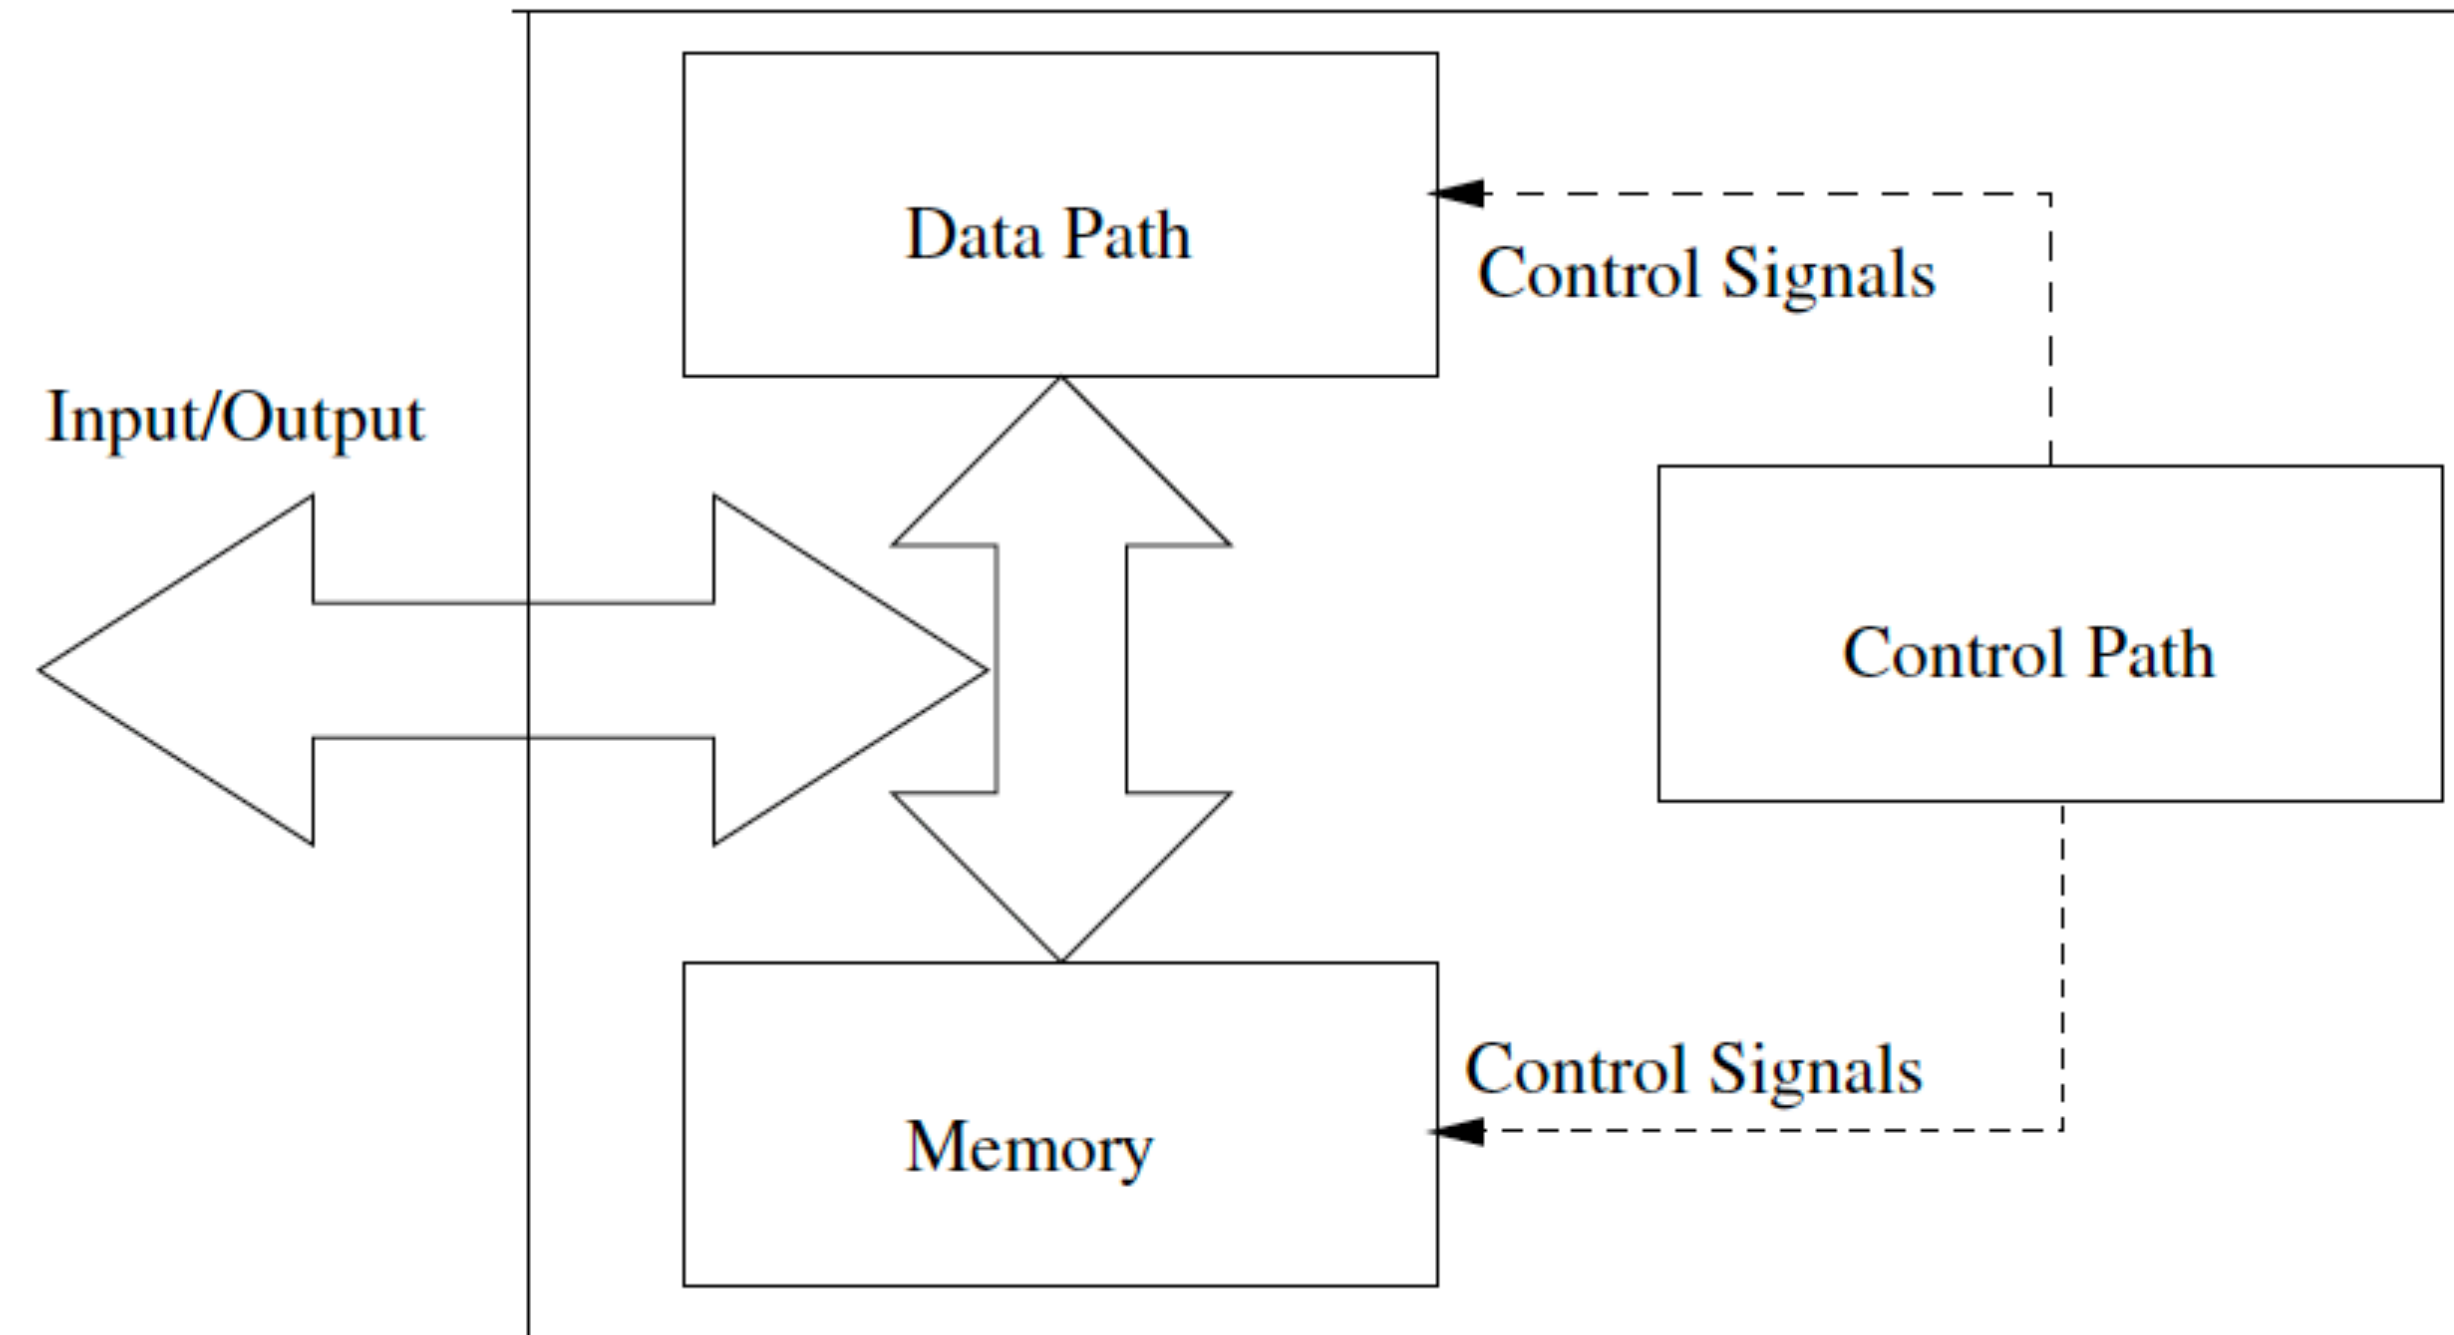 Data Path
Control Signals
Input/Output
Control Path
Control Signals
Memory